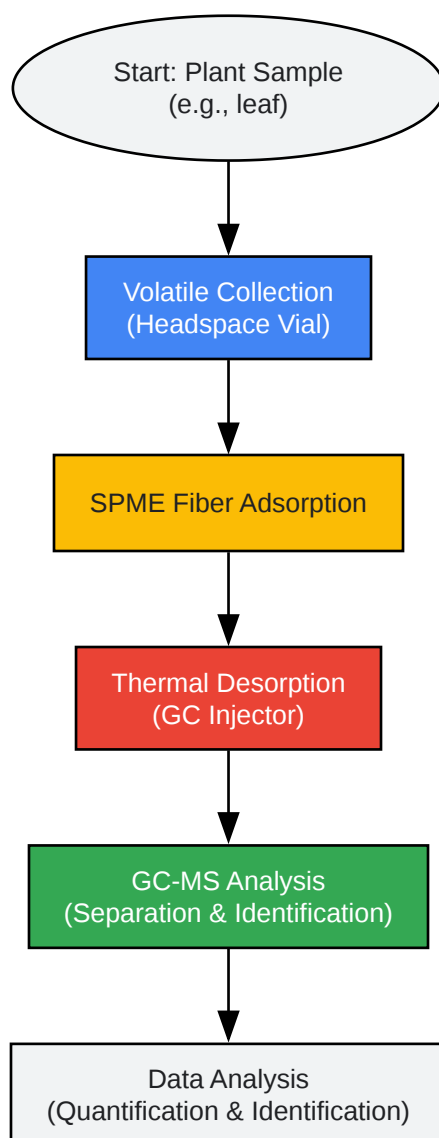 Start: Plant Sample
(e.g., leaf)
Volatile Collection
(Headspace Vial)
SPME Fiber Adsorption
Thermal Desorption
(GC Injector)
GC-MS Analysis
(Separation & Identification)
Data Analysis
(Quantification & Identification)